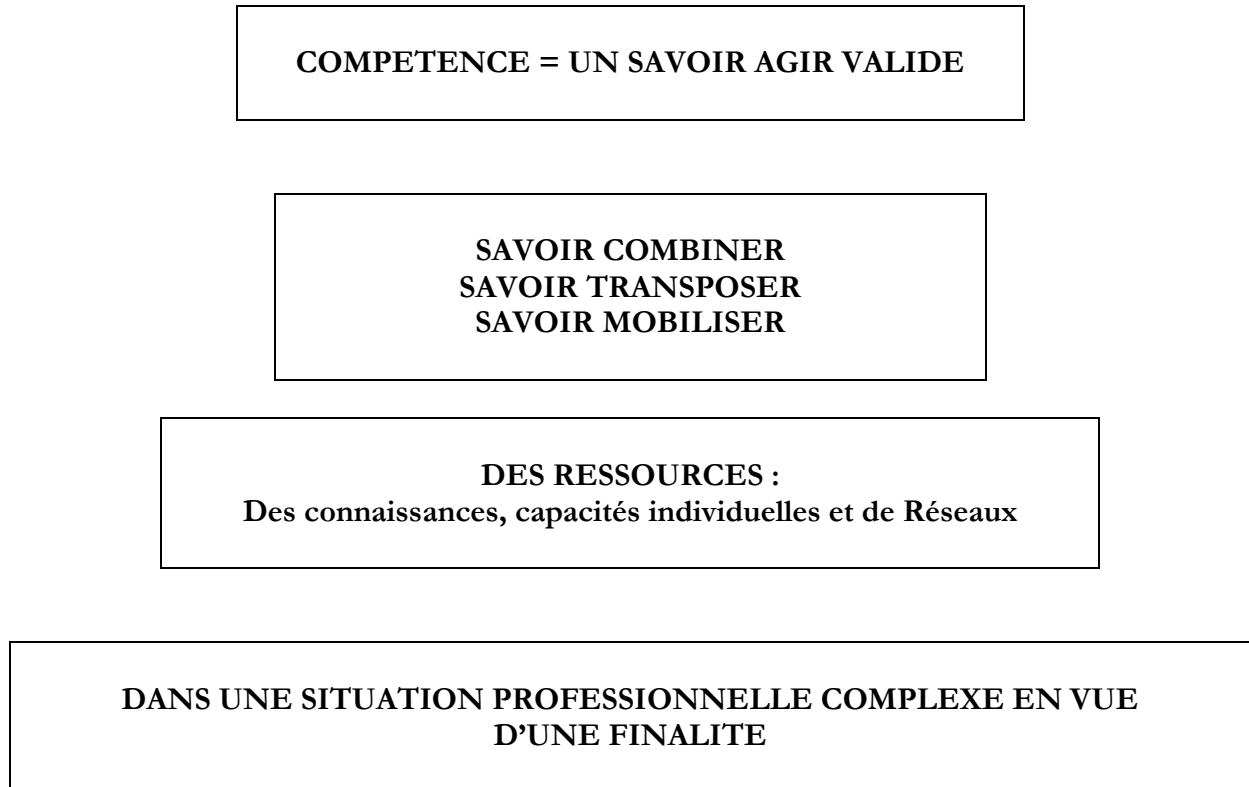 COMPETENCE = UN SAVOIR AGIR VALIDE
SAVOIR COMBINER
SAVOIR TRANSPOSER
SAVOIR MOBILISER
DES RESSOURCES :
Des connaissances, capacités individuelles et de Réseaux
DANS UNE SITUATION PROFESSIONNELLE COMPLEXE EN VUE
D’UNE FINALITE